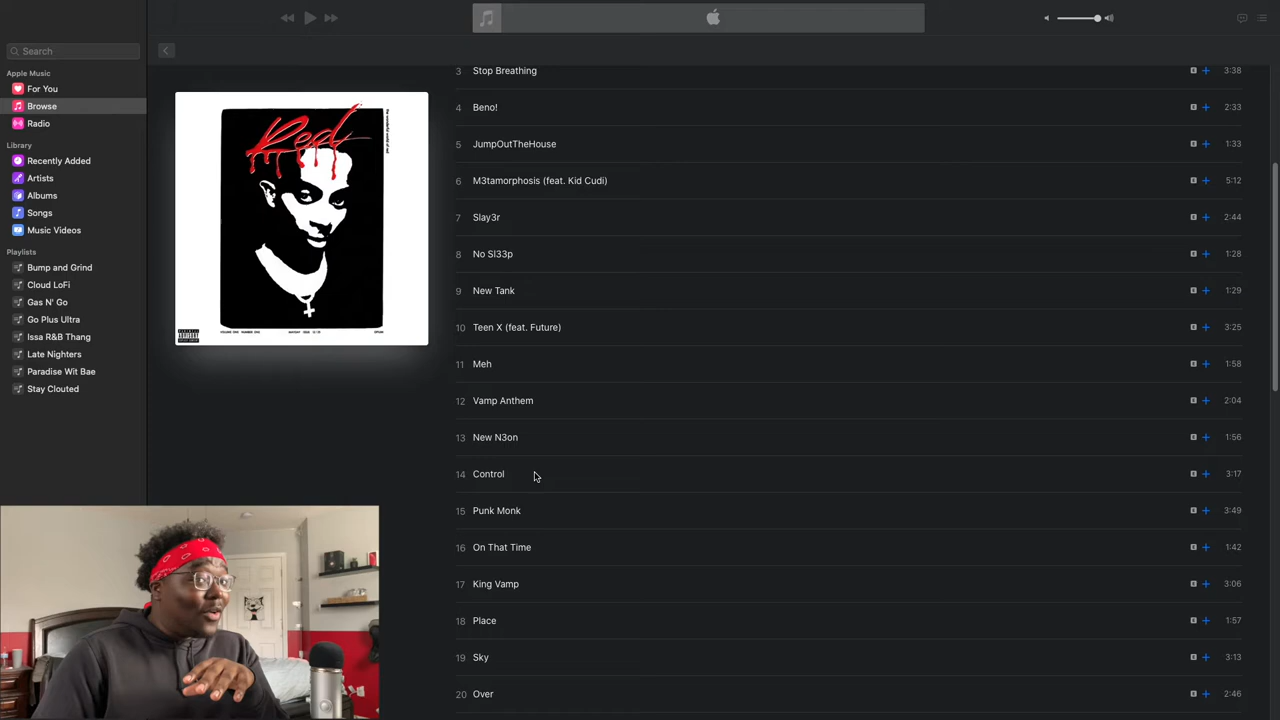 Search
Apple Music
For You
Browse
Radio
Library
Recently Added
Artists
Albums
Songs
Music Videos
Playlists
Bump and Grind
Cloud LoFi
Gas N' Go
Go Plus Ultra
Issa R&B Thang
Late Nighters
Paradise Wit Bae
Stay Clouted
Red
3 Stop Breathing E + 3:38
4 Beno! E + 2:33
5 JumpOutTheHouse E + 1:33
6 M3tamorphosis (feat. Kid Cudi) E + 5:12
7 Slay3r E + 2:44
8 No Sl33p E + 1:28
9 New Tank E + 1:29
10 Teen X (feat. Future) E + 3:25
11 Meh E + 1:58
12 Vamp Anthem E + 2:04
13 New N3on E + 1:56
14 Control E + 3:17
15 Punk Monk E + 3:49
16 On That Time E + 1:42
17 King Vamp E + 3:06
18 Place E + 1:57
19 Sky E + 3:13
20 Over E + 2:46